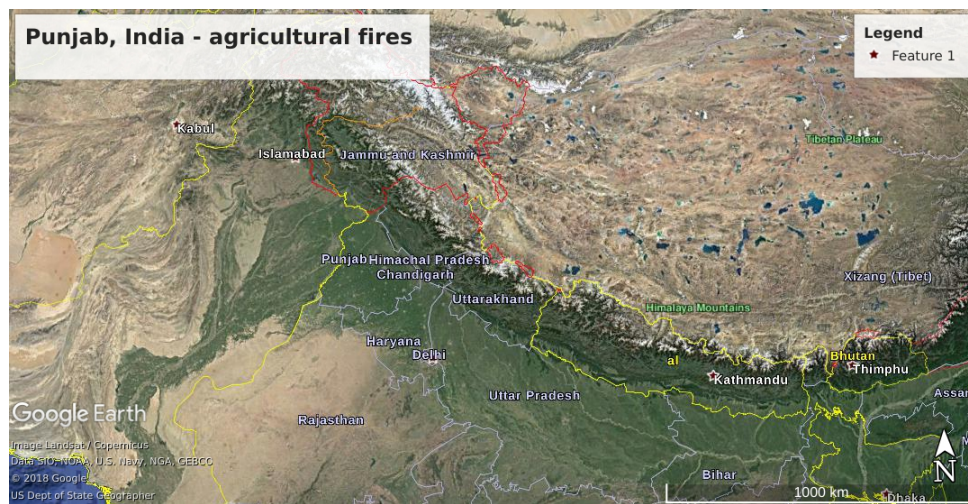 Punjab, India - agricultural fires
Legend
Feature 1
Kabul
Tibetan Plateau
Islamabad
Jammu and Kashmir
Punjab
Himachal Pradesh
Chandigarh
Xizang (Tibet)
Uttarakhand
Himalaya Mountains
Haryana
Delhi
al
Bhutan
Thimphu
Kathmandu
Uttar Pradesh
Assar
Rajasthan
Google Earth
Image Landsat / Copernicus
Data SIO, NOAA, U.S. Navy, NGA, GEBCO
© 2018 Google
US Dept of State Geographer
Bihar
N
1000 km
Dhaka